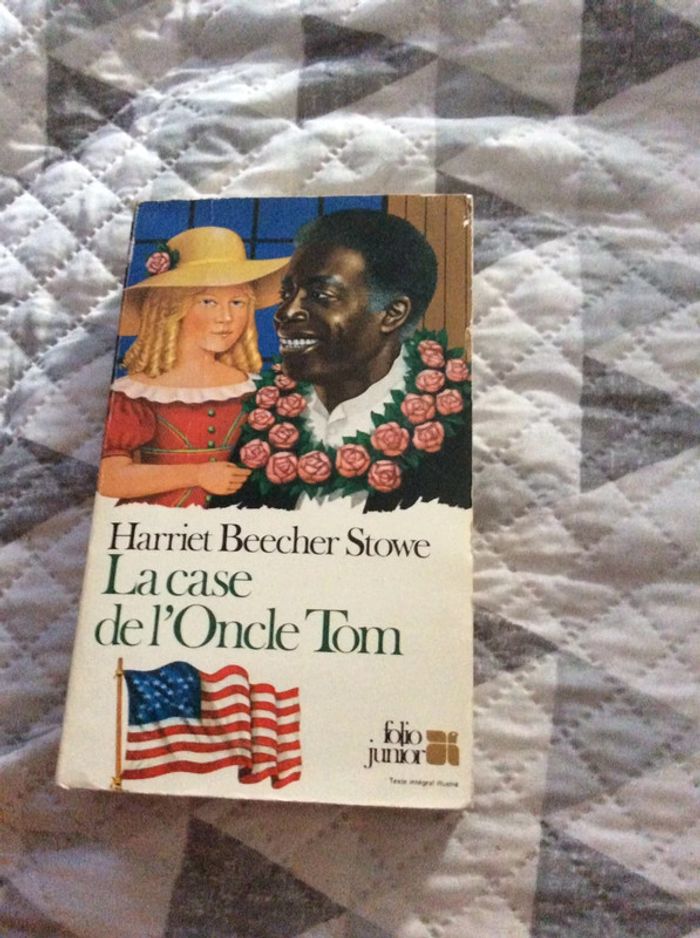 Harriet Beecher Stowe
La case
de l'Oncle Tom
folio
junior
Texte intégral illustré